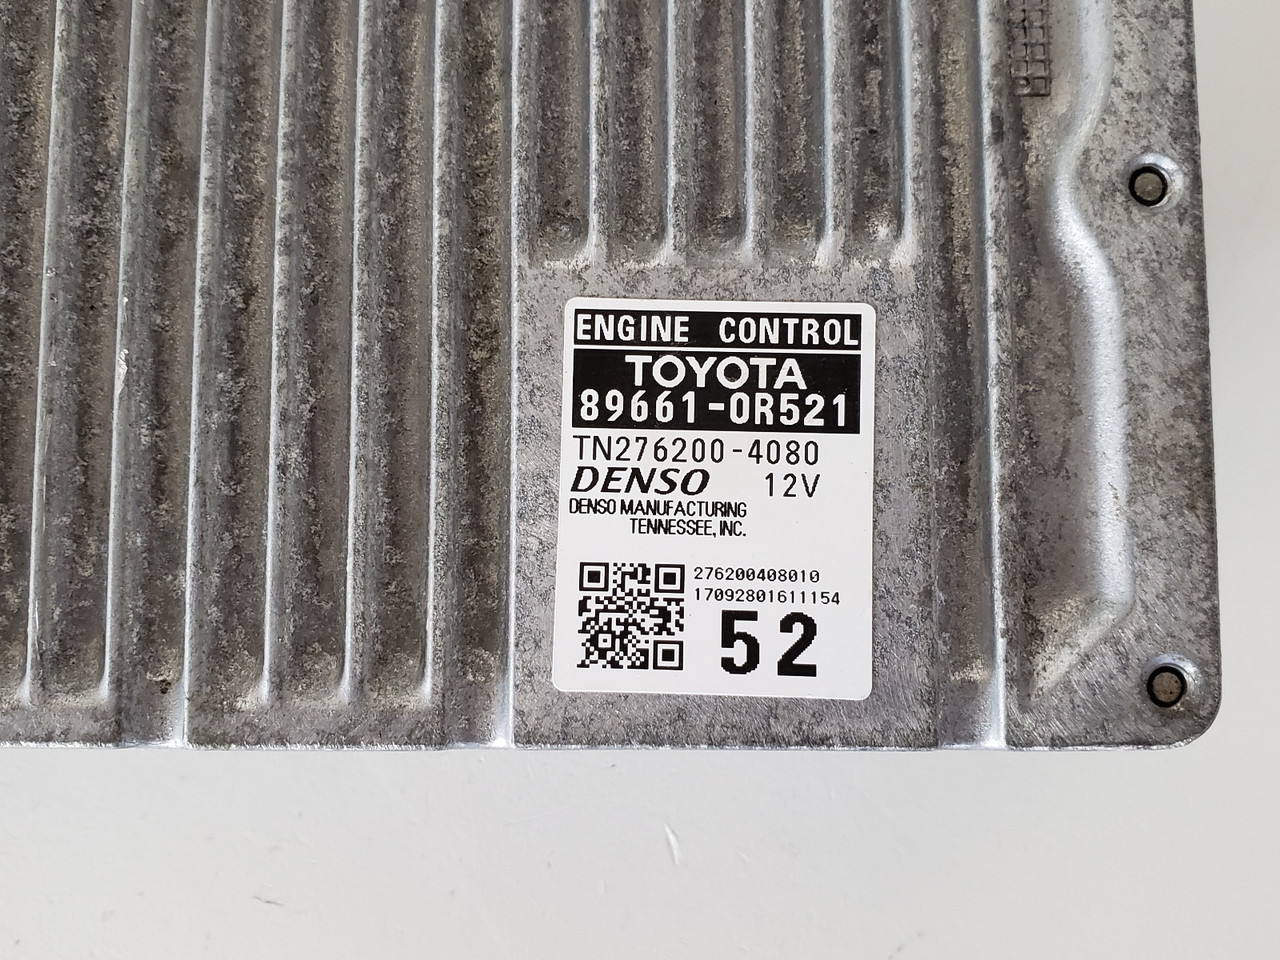 ENGINE CONTROL
TOYOTA
89661-0R521
TN276200-4080
DENSO 12V
DENSO MANUFACTURING
TENNESSEE, INC.
276200408010
17092801611154
52